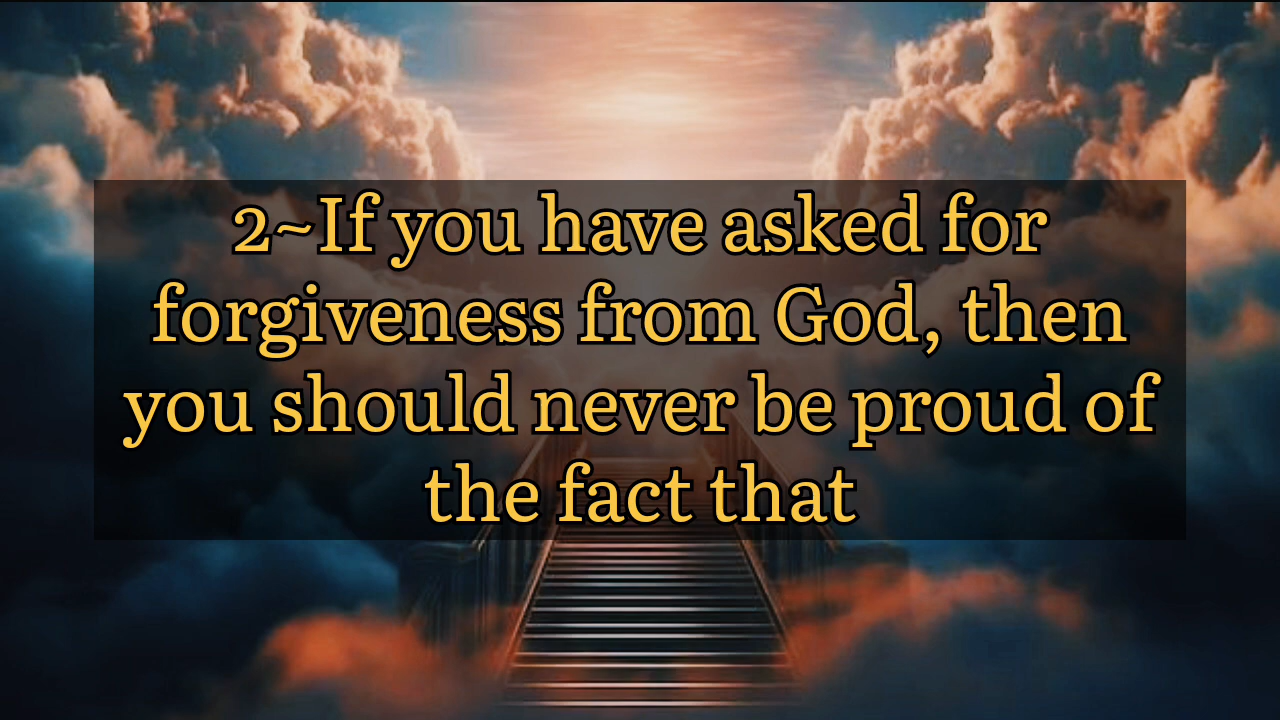 2~If you have asked for
forgiveness from God, then
you should never be proud of
the fact that